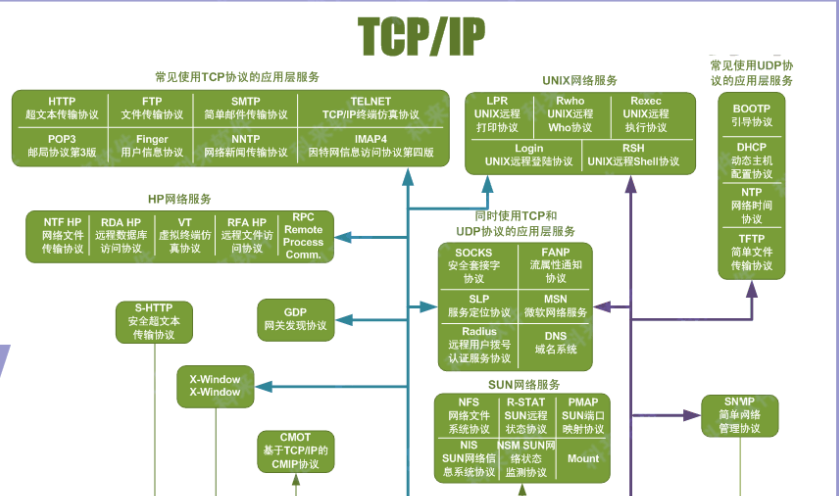 TCP/IP
常见使用TCP协议的应用层服务
HTTP
超文本传输协议
FTP
文件传输协议
SMTP
简单邮件传输协议
TELNET
TCP/IP终端仿真协议
POP3
邮局协议第3版
Finger
用户信息协议
NNTP
网络新闻传输协议
IMAP4
因特网信息访问协议第四版
UNIX网络服务
LPR
UNIX远程
打印协议
Rwho
UNIX远程
Who协议
Rexec
UNIX远程
执行协议
Login
UNIX远程登陆协议
RSH
UNIX远程Shell协议
常见使用UDP协
议的应用层服务
BOOTP
引导协议
DHCP
动态主机
配置协议
NTP
网络时间
协议
TFTP
简单文件
传输协议
HP网络服务
NTF HP
网络文件
传输协议
RDA HP
远程数据库
访问协议
VT
虚拟终端仿
真协议
RFA HP
远程文件访
问协议
RPC
Remote
Process
Comm.
同时使用TCP和
UDP协议的应用层服务
SOCKS
安全套接字
协议
FANP
流属性通知
协议
SLP
服务定位协议
MSN
微软网络服务
Radius
远程用户拨号
认证服务协议
DNS
域名系统
S-HTTP
安全超文本
传输协议
GDP
网关发现协议
X-Window
X-Window
SUN网络服务
NFS
网络文件
系统协议
R-STAT
SUN远程
状态协议
PMAP
SUN端口
映射协议
NIS
SUN网络信
息系统协议
NSM SUN网
络状态
监测协议
Mount
SNMP
简单网络
管理协议
CMOT
基于TCP/IP的
CMIP协议